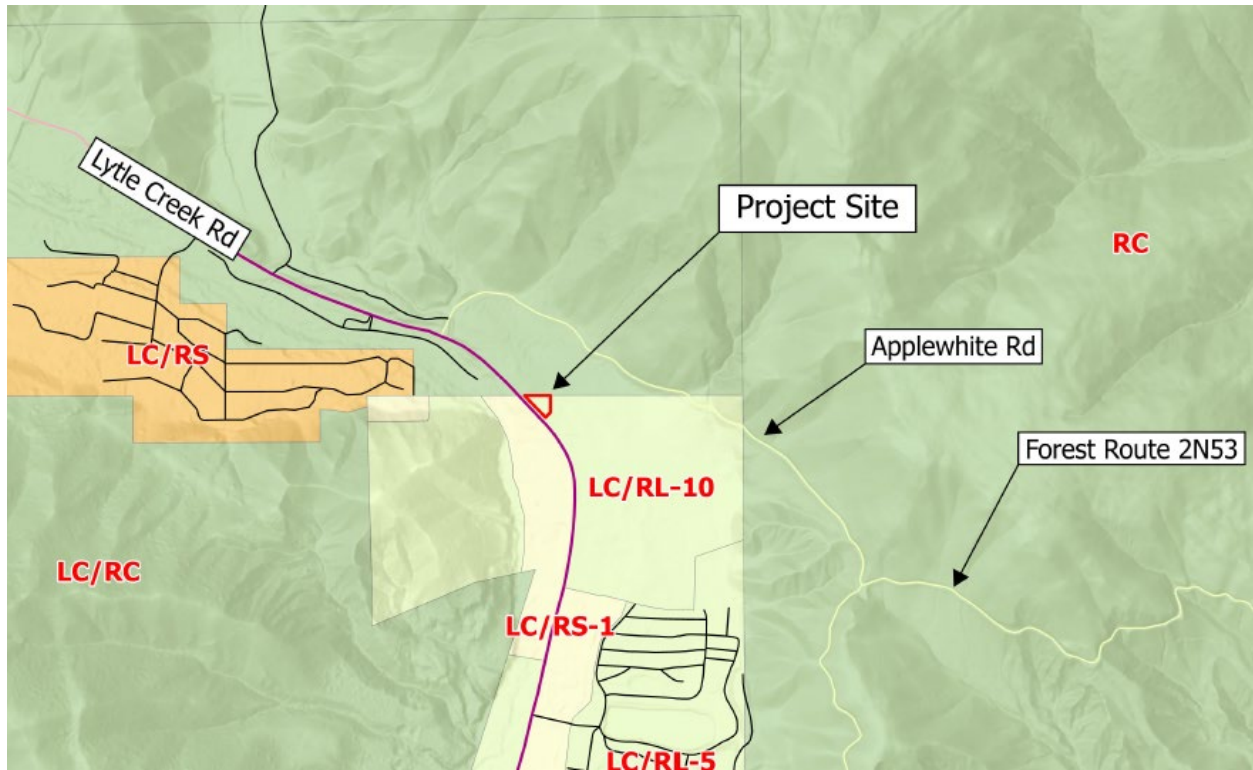 Lytle Creek Rd
Project Site
RC
LC/RS
Applewhite Rd
Forest Route 2N53
LC/RL-10
LC/RC
LC/RS-1
LC/RL-5